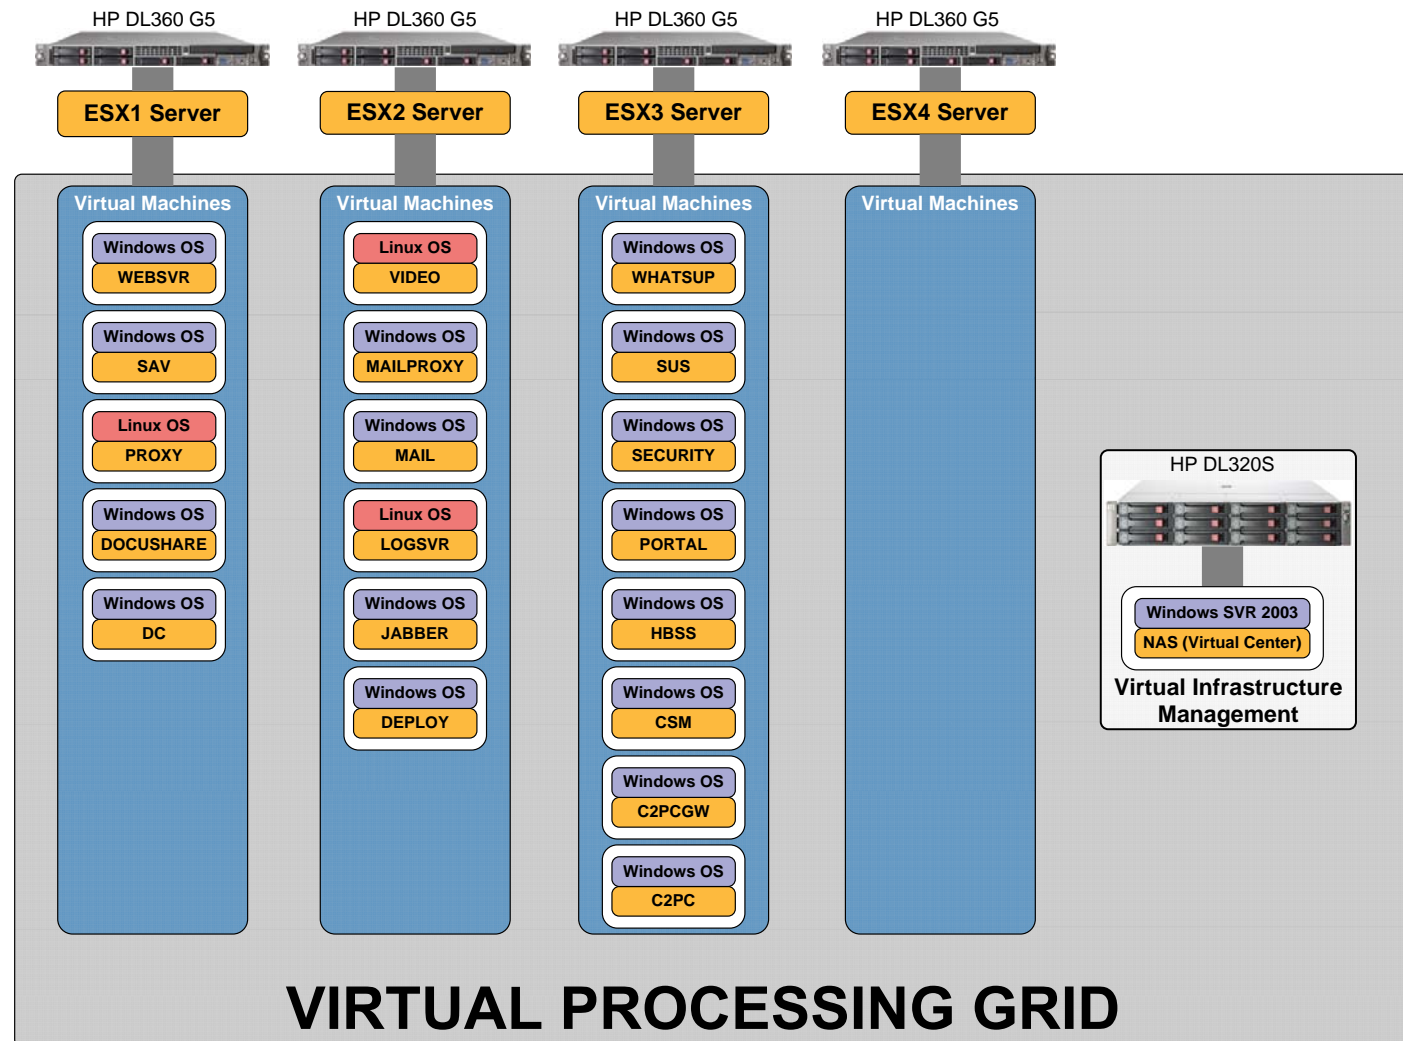 HP DL360 G5
HP DL360 G5
HP DL360 G5
HP DL360 G5
ESX1 Server
ESX2 Server
ESX3 Server
ESX4 Server
Virtual Machines
Windows OS
WEBSVR
Windows OS
SAV
Linux OS
PROXY
Windows OS
DOCUSHARE
Windows OS
DC
Virtual Machines
Linux OS
VIDEO
Windows OS
MAILPROXY
Windows OS
MAIL
Linux OS
LOGSVR
Windows OS
JABBER
Windows OS
DEPLOY
Virtual Machines
Windows OS
WHATSUP
Windows OS
SUS
Windows OS
SECURITY
Windows OS
PORTAL
Windows OS
HBSS
Windows OS
CSM
Windows OS
C2PCGW
Windows OS
C2PC
Virtual Machines
HP DL320S
Windows SVR 2003
NAS (Virtual Center)
Virtual Infrastructure
Management
VIRTUAL PROCESSING GRID